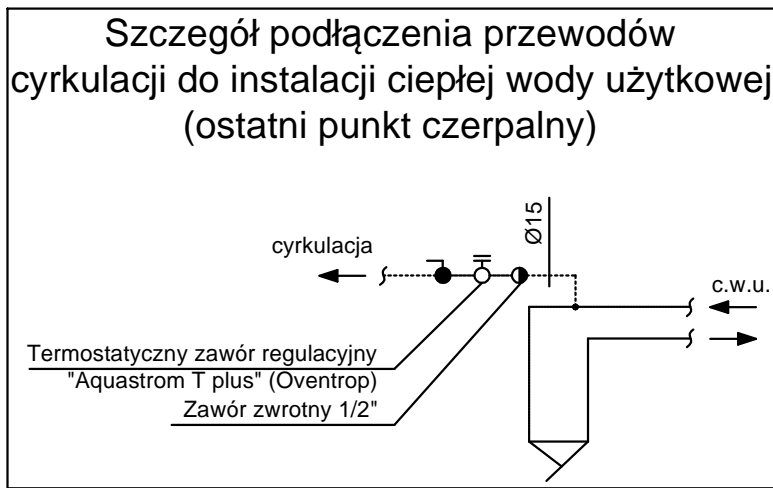 Szczegół podłączenia przewodów
cyrkulacji do instalacji ciepłej wody użytkowej
(ostatni punkt czerpalny)
Ø15
cyrkulacja
c.w.u.
Termostatyczny zawór regulacyjny
"Aquastrom T plus" (Oventrop)
Zawór zwrotny 1/2"